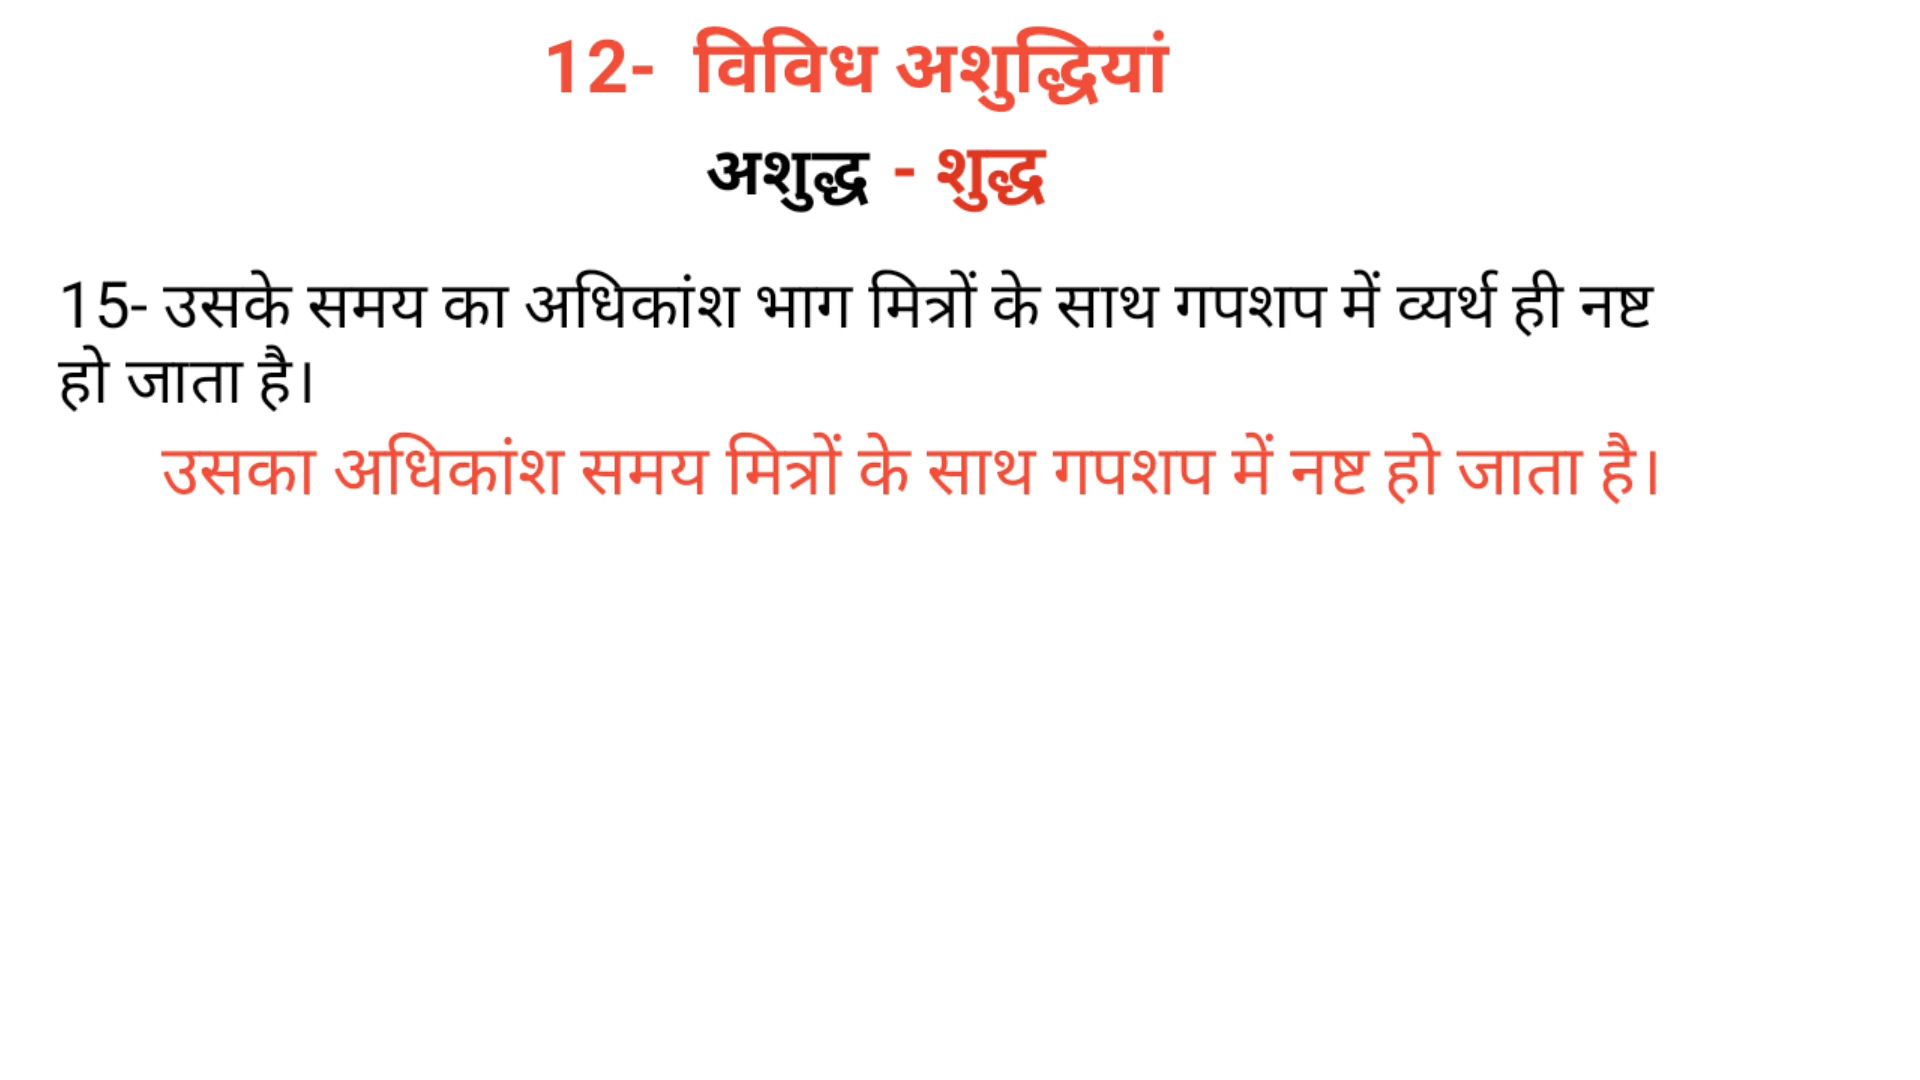 12- विविध अशुद्धियां
अशुद्ध - शुद्ध
15- उसके समय का अधिकांश भाग मित्रों के साथ गपशप में व्यर्थ ही नष्ट
हो जाता है।
उसका अधिकांश समय मित्रों के साथ गपशप में नष्ट हो जाता है।